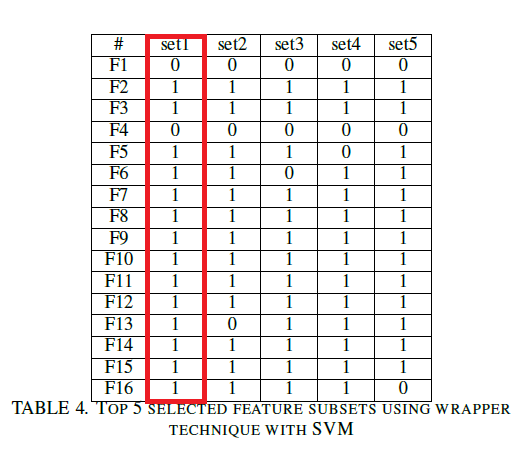 # set1 set2 set3 set4 set5
F1 0 0 0 0 0
F2 1 1 1 1 1
F3 1 1 1 1 1
F4 0 0 0 0 0
F5 1 1 1 0 1
F6 1 1 0 1 1
F7 1 1 1 1 1
F8 1 1 1 1 1
F9 1 1 1 1 1
F10 1 1 1 1 1
F11 1 1 1 1 1
F12 1 1 1 1 1
F13 1 0 1 1 1
F14 1 1 1 1 1
F15 1 1 1 1 1
F16 1 1 1 1 0
TABLE 4. TOP 5 SELECTED FEATURE SUBSETS USING WRAPPER
TECHNIQUE WITH SVM